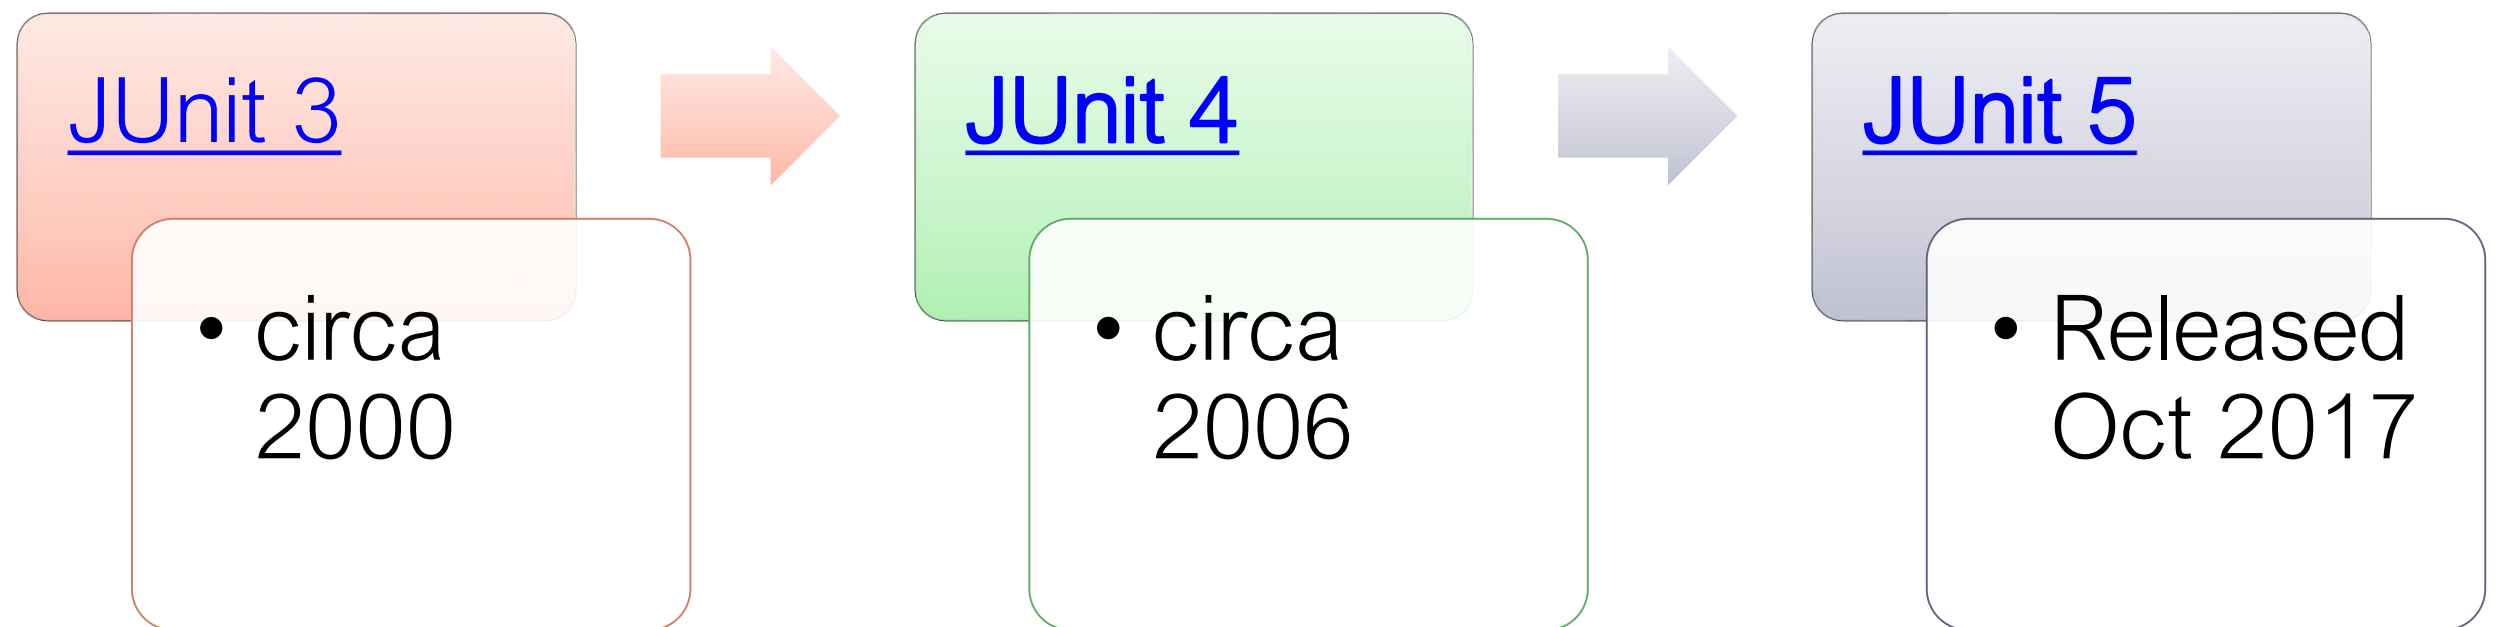 JUnit 3
• circa
2000
JUnit 4
• circa
2006
JUnit 5
• Released
Oct 2017